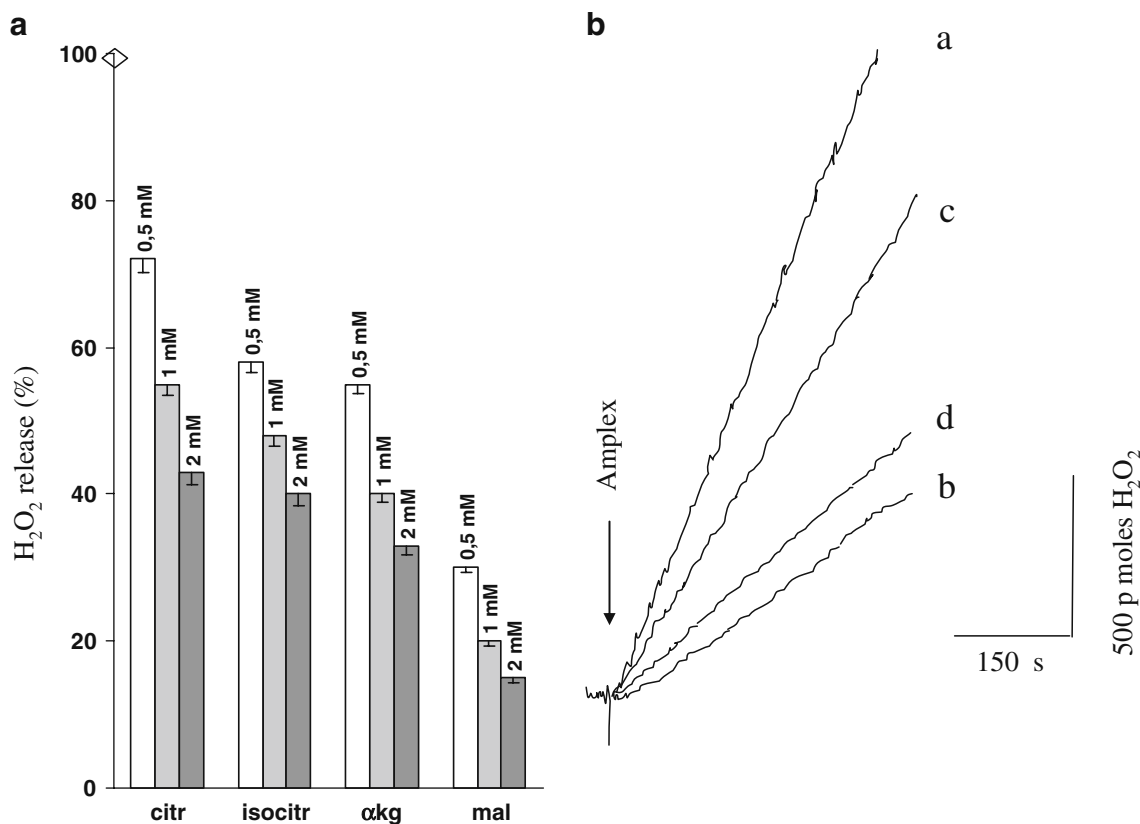 a
H₂O₂ release (%)
100
80
60
40
20
0
0,5 mM
1 mM
2 mM
0,5 mM
1 mM
2 mM
0,5 mM
1 mM
2 mM
0,5 mM
1 mM
2 mM
citr
isocitr
αkg
mal
b
a
c
d
b
Amplex
150 s
500 p moles H₂O₂